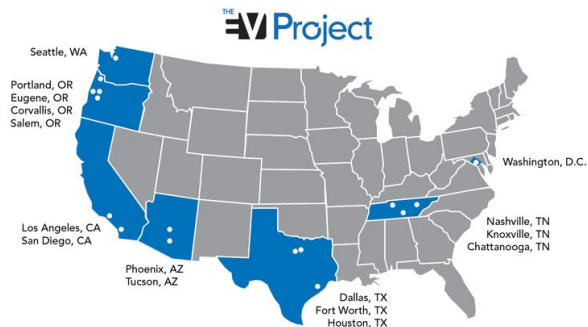 THE
EV Project
Seattle, WA
Portland, OR
Eugene, OR
Corvallis, OR
Salem, OR
Washington, D.C.
Los Angeles, CA
San Diego, CA
Nashville, TN
Knoxville, TN
Chattanooga, TN
Phoenix, AZ
Tucson, AZ
Dallas, TX
Fort Worth, TX
Houston, TX